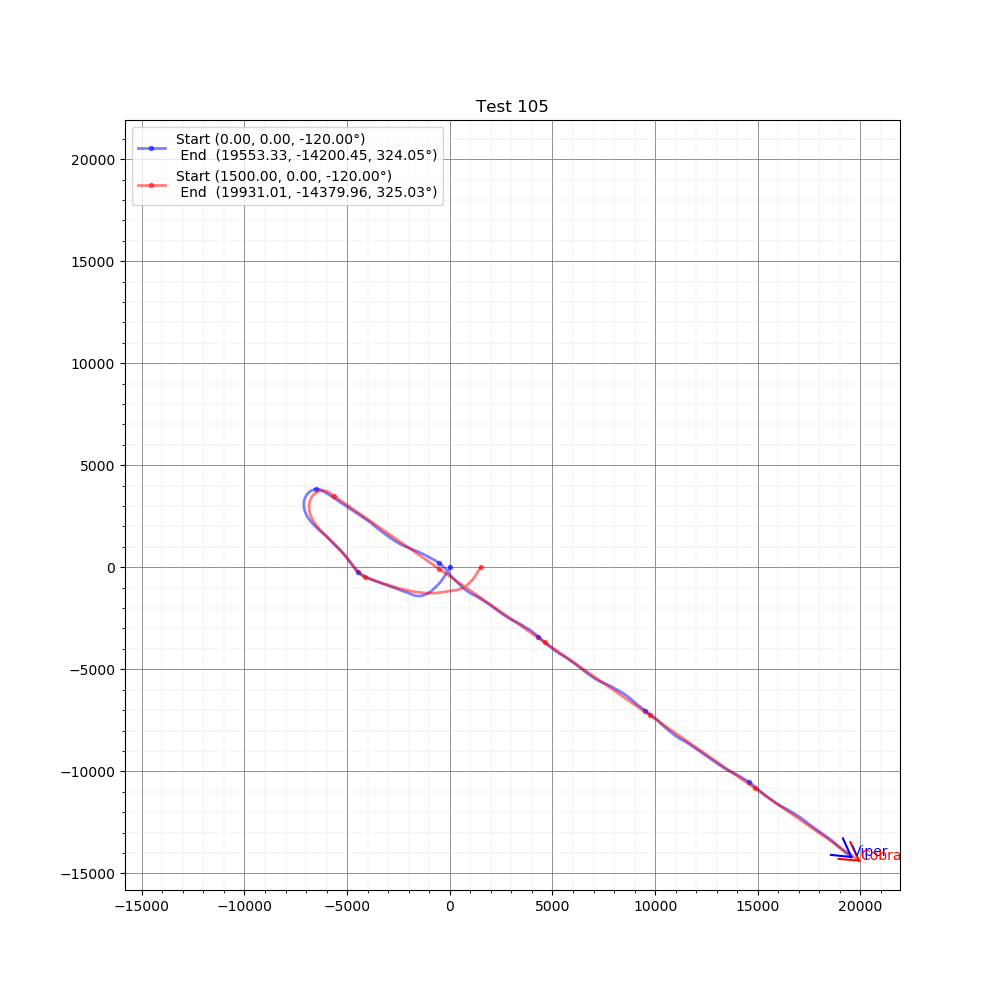 Test 105
Start (0.00, 0.00, -120.00°)
End (19553.33, -14200.45, 324.05°)
Start (1500.00, 0.00, -120.00°)
End (19931.01, -14379.96, 325.03°)
20000
15000
10000
5000
0
−5000
−10000
−15000
Viper
Cobra
−15000 −10000 −5000 0 5000 10000 15000 20000